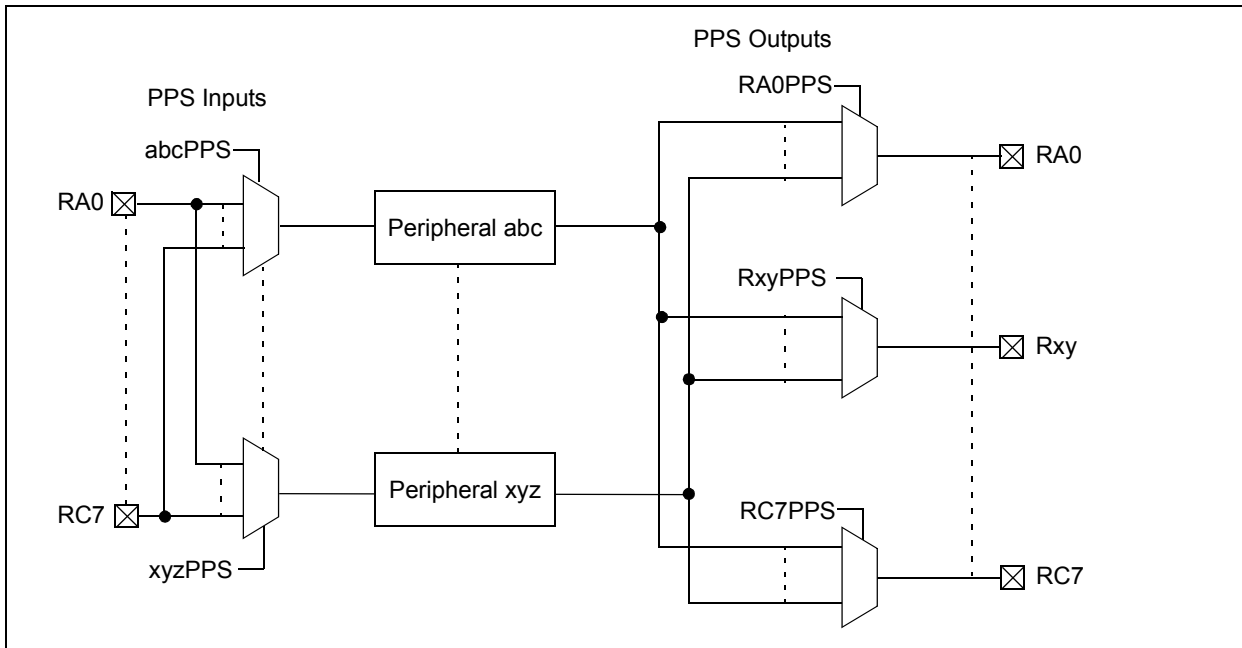 PPS Outputs
RA0PPS
PPS Inputs
abcPPS
RA0
RA0
Peripheral abc
RxyPPS
Rxy
Peripheral xyz
RC7
RC7PPS
xyzPPS
RC7